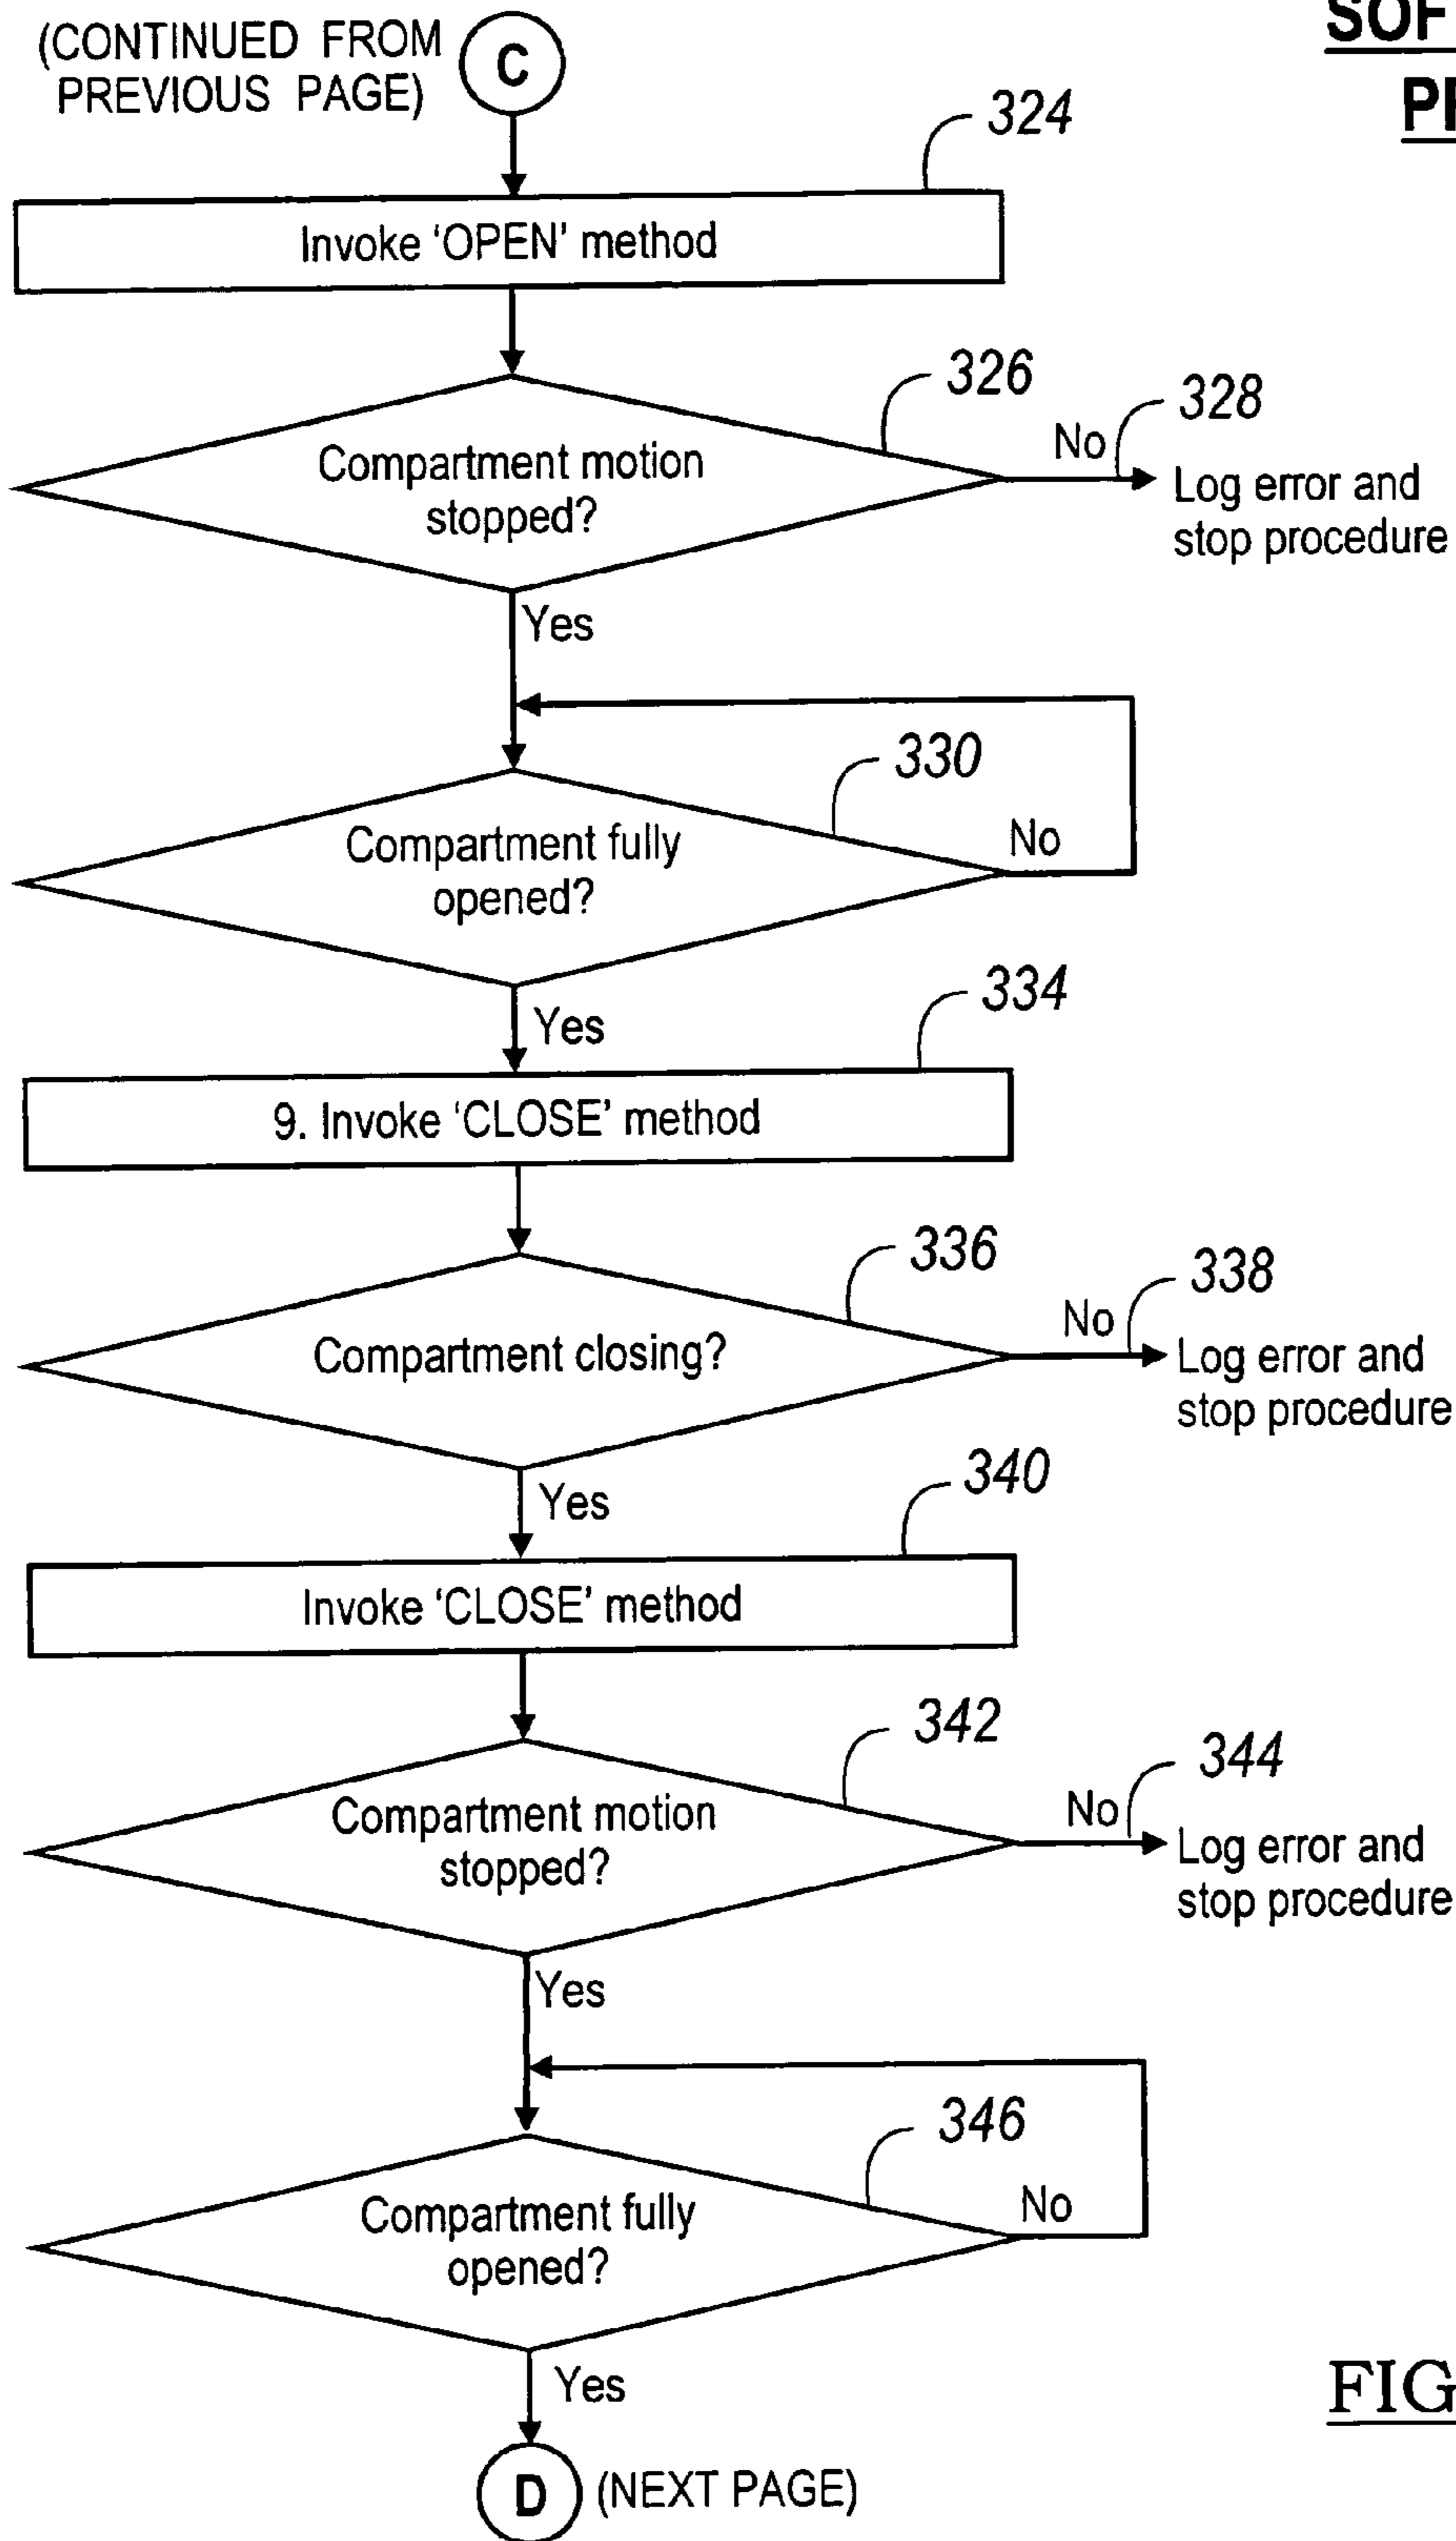 (CONTINUED FROM
PREVIOUS PAGE)
C
324
Invoke ‘OPEN’ method
326
Compartment motion
stopped?
No
328
Log error and
stop procedure
Yes
330
Compartment fully
opened?
No
Yes
334
9. Invoke ‘CLOSE’ method
336
Compartment closing?
No
338
Log error and
stop procedure
Yes
340
Invoke ‘CLOSE’ method
342
Compartment motion
stopped?
No
344
Log error and
stop procedure
Yes
346
Compartment fully
opened?
No
Yes
FIG
D
(NEXT PAGE)